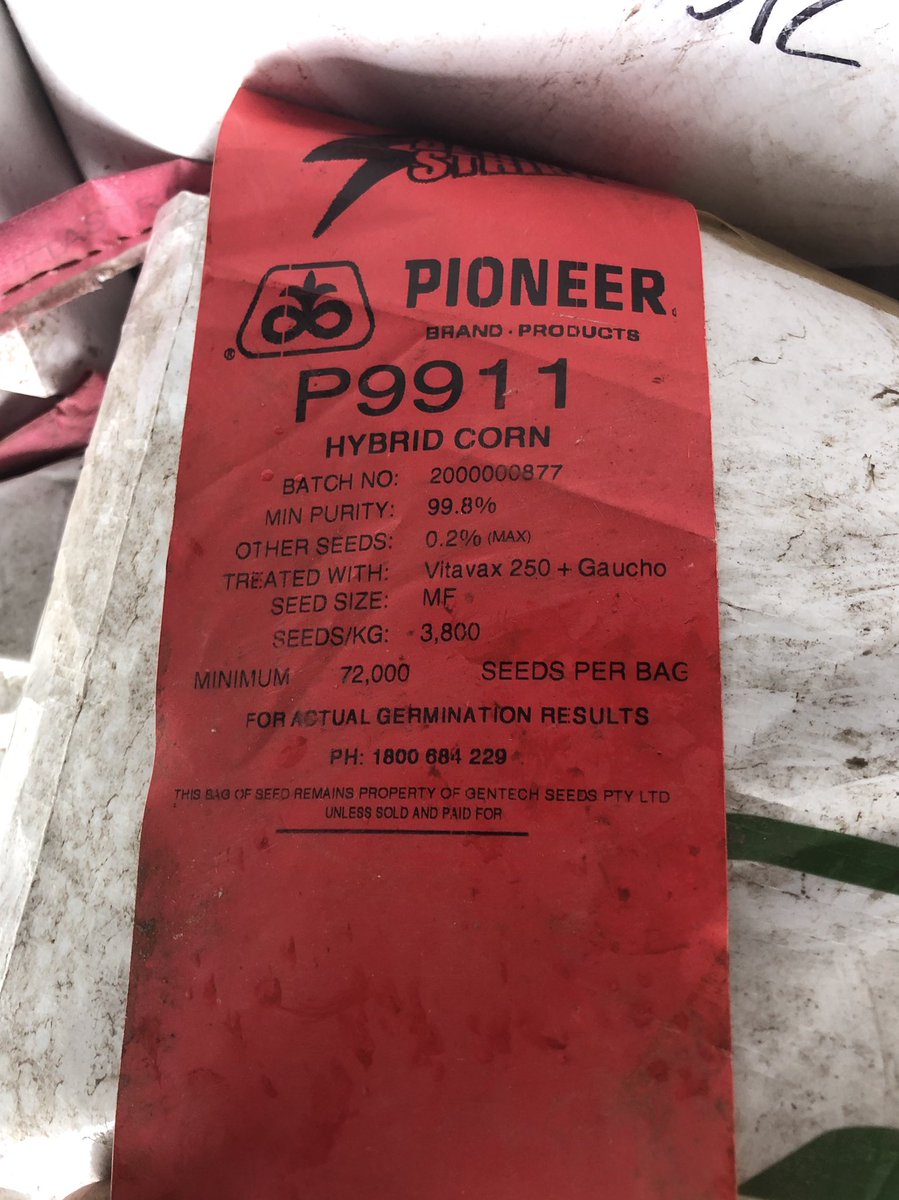 PIONEER
BRAND · PRODUCTS
P9911
HYBRID CORN
BATCH NO: 2000000877
MIN PURITY: 99.8%
OTHER SEEDS: 0.2% (MAX)
TREATED WITH: Vitavax 250 + Gaucho
SEED SIZE: MF
SEEDS/KG: 3,800
MINIMUM 72,000 SEEDS PER BAG
FOR ACTUAL GERMINATION RESULTS
PH: 1800 684 229
THIS BAG OF SEED REMAINS PROPERTY OF GENTECH SEEDS PTY LTD
UNLESS SOLD AND PAID FOR